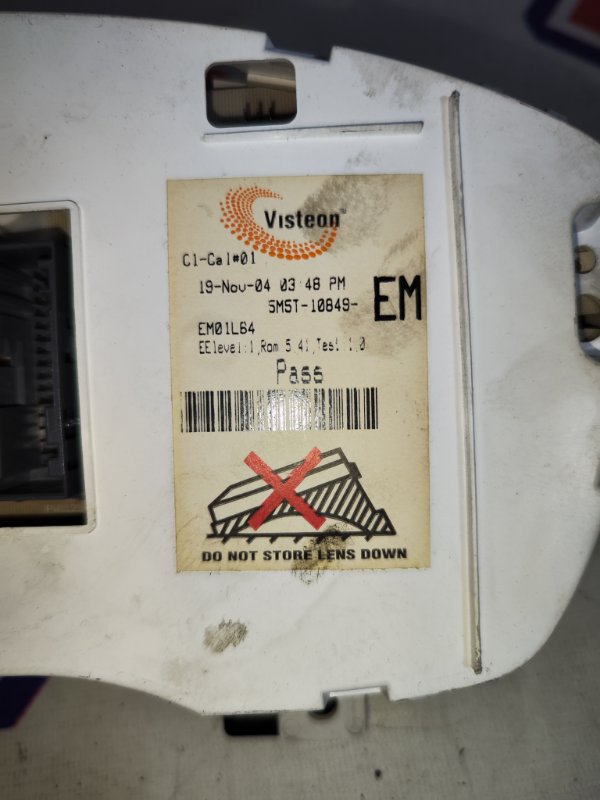 Visteon
Cl-Cal#01
19-Nov-04 03:48 PM
5M5T-10849- EM
EM01L64
EElevel:1,Rom 5.41,Test:1.0
Pass
DO NOT STORE LENS DOWN